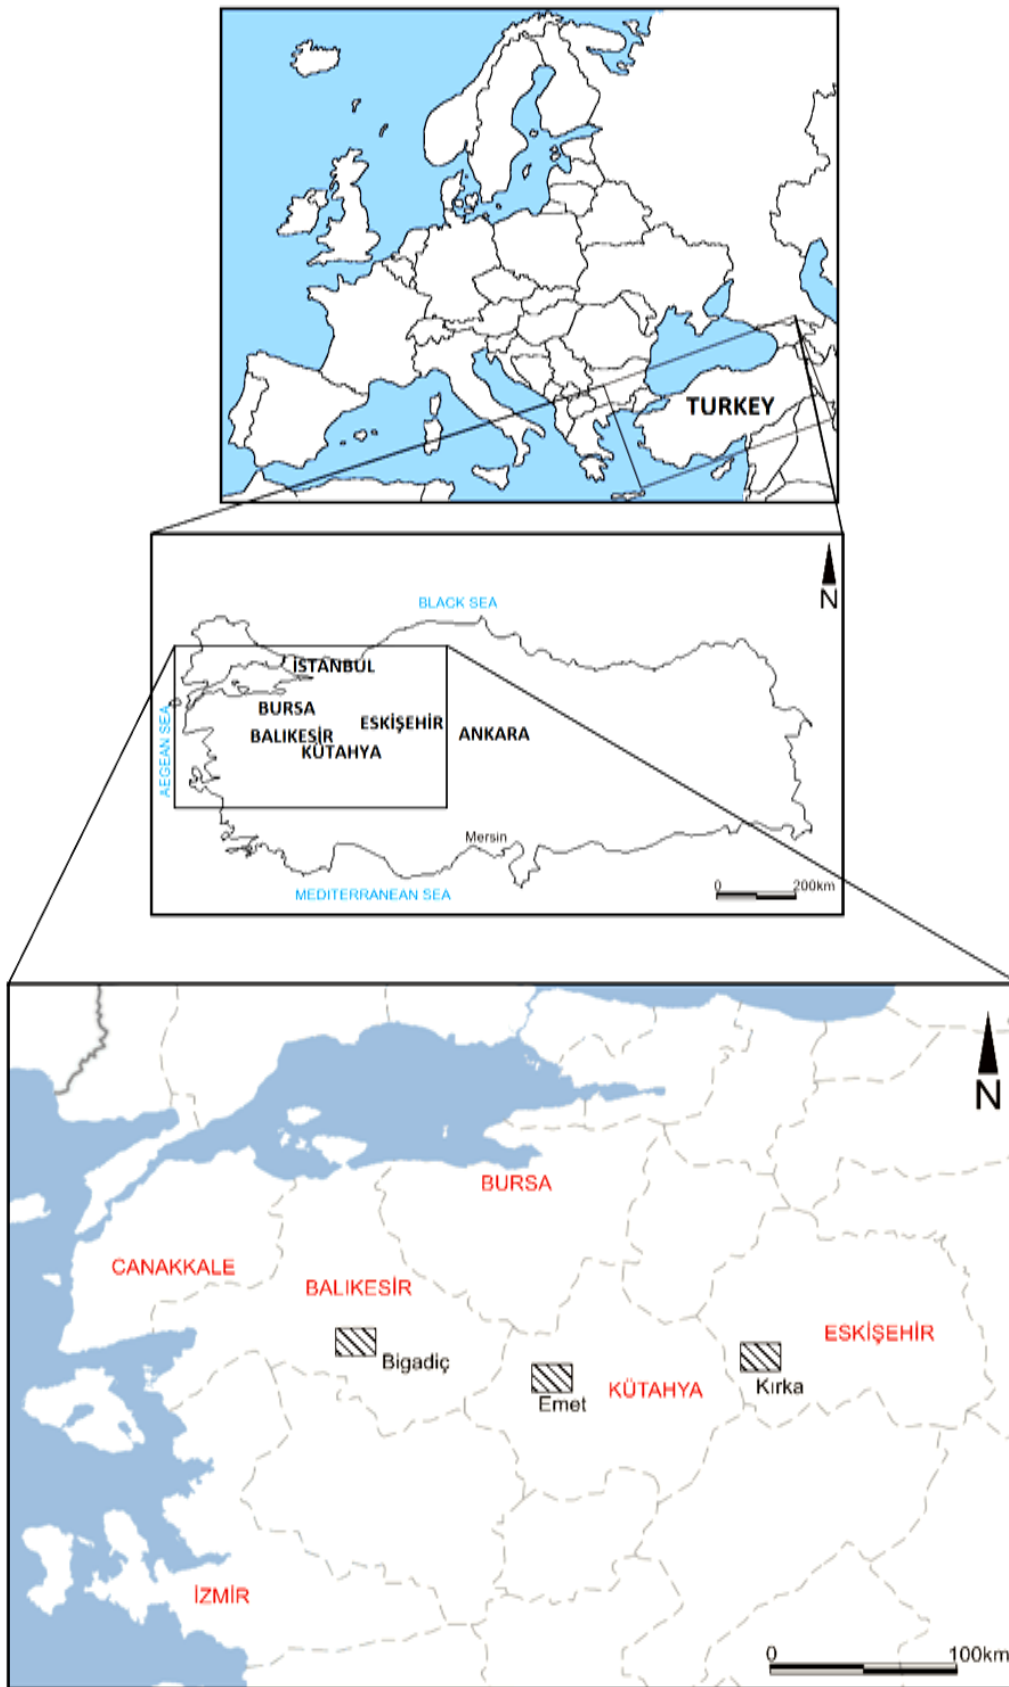 TURKEY
N
BLACK SEA
İSTANBUL
BURSA
ESKİŞEHİR
ANKARA
BALIKESİR
KÜTAHYA
AEGEAN SEA
Mersin
MEDITERRANEAN SEA
0 200km
N
BURSA
CANAKKALE
BALIKESİR
ESKİŞEHİR
Bigadiç
Emet
KÜTAHYA
Kırka
İZMİR
0 100km